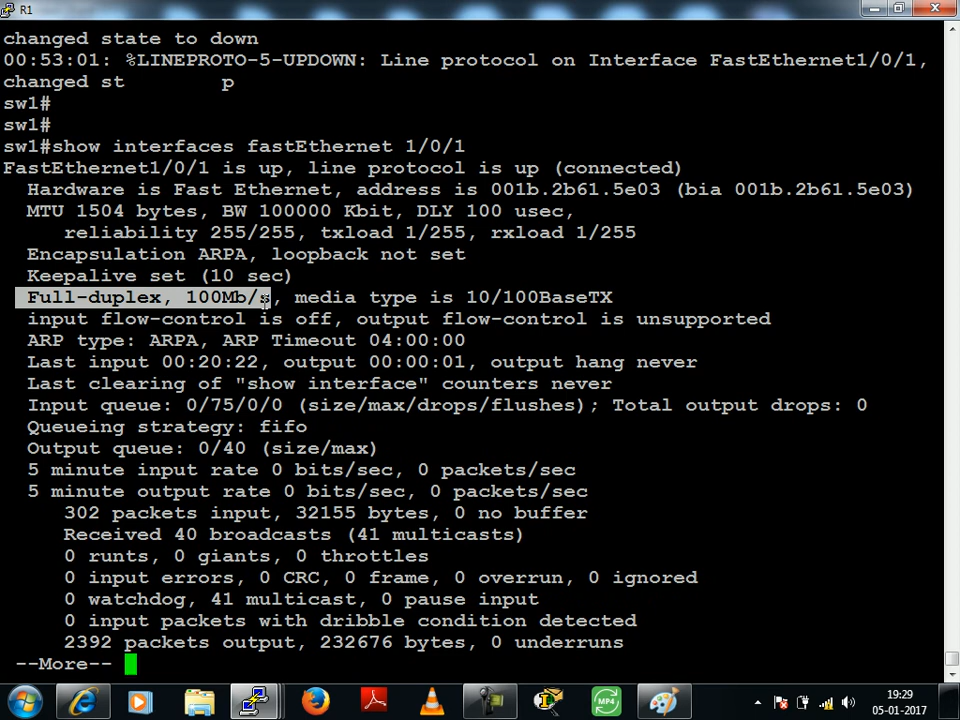 R1
changed state to down
00:53:01: %LINEPROTO-5-UPDOWN: Line protocol on Interface FastEthernet1/0/1,
changed st p
sw1#
sw1#
sw1#show interfaces fastEthernet 1/0/1
FastEthernet1/0/1 is up, line protocol is up (connected)
Hardware is Fast Ethernet, address is 001b.2b61.5e03 (bia 001b.2b61.5e03)
MTU 1504 bytes, BW 100000 Kbit, DLY 100 usec,
reliability 255/255, txload 1/255, rxload 1/255
Encapsulation ARPA, loopback not set
Keepalive set (10 sec)
Full-duplex, 100Mb/s, media type is 10/100BaseTX
input flow-control is off, output flow-control is unsupported
ARP type: ARPA, ARP Timeout 04:00:00
Last input 00:20:22, output 00:00:01, output hang never
Last clearing of "show interface" counters never
Input queue: 0/75/0/0 (size/max/drops/flushes); Total output drops: 0
Queueing strategy: fifo
Output queue: 0/40 (size/max)
5 minute input rate 0 bits/sec, 0 packets/sec
5 minute output rate 0 bits/sec, 0 packets/sec
302 packets input, 32155 bytes, 0 no buffer
Received 40 broadcasts (41 multicasts)
0 runts, 0 giants, 0 throttles
0 input errors, 0 CRC, 0 frame, 0 overrun, 0 ignored
0 watchdog, 41 multicast, 0 pause input
0 input packets with dribble condition detected
2392 packets output, 232676 bytes, 0 underruns
--More--
MP4
19:29
05-01-2017